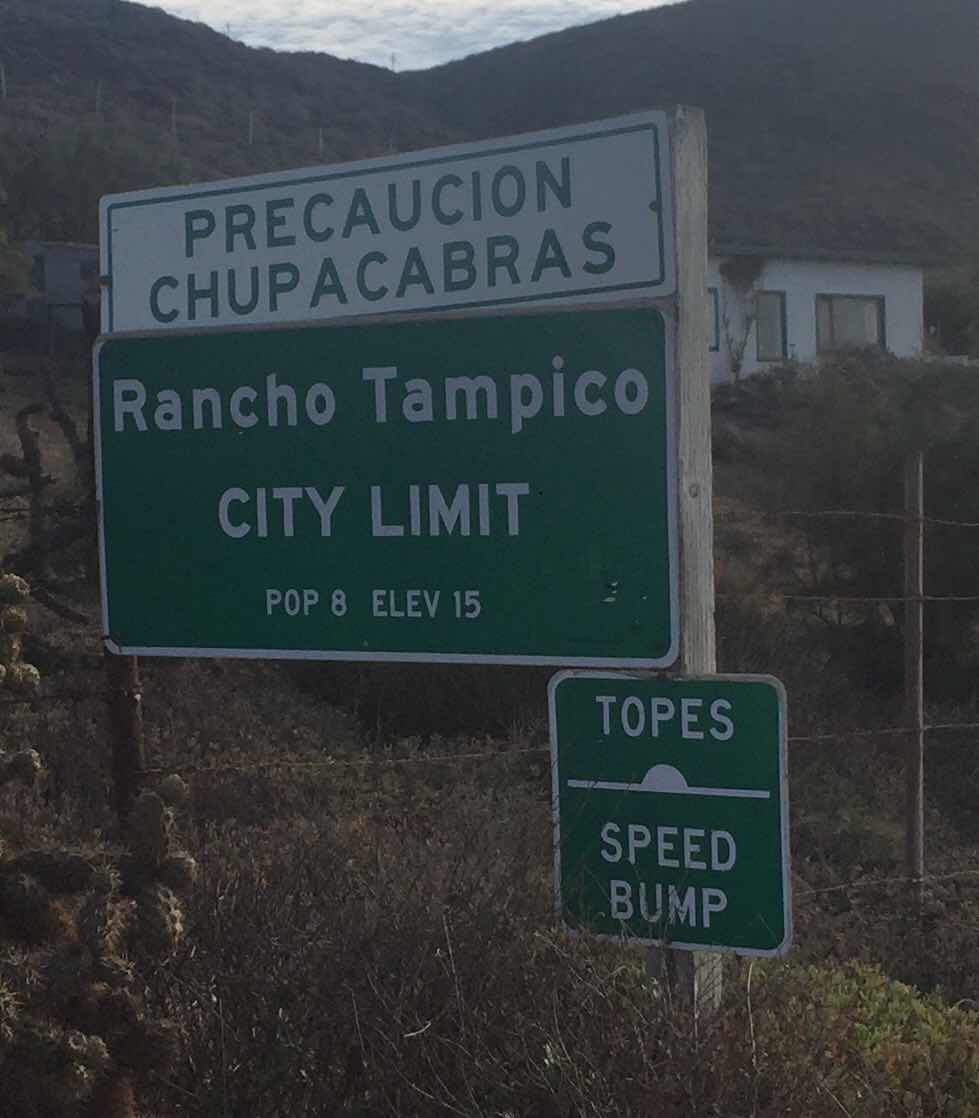 PRECAUCION
CHUPACABRAS
Rancho Tampico
CITY LIMIT
POP 8 ELEV 15
TOPES
SPEED
BUMP